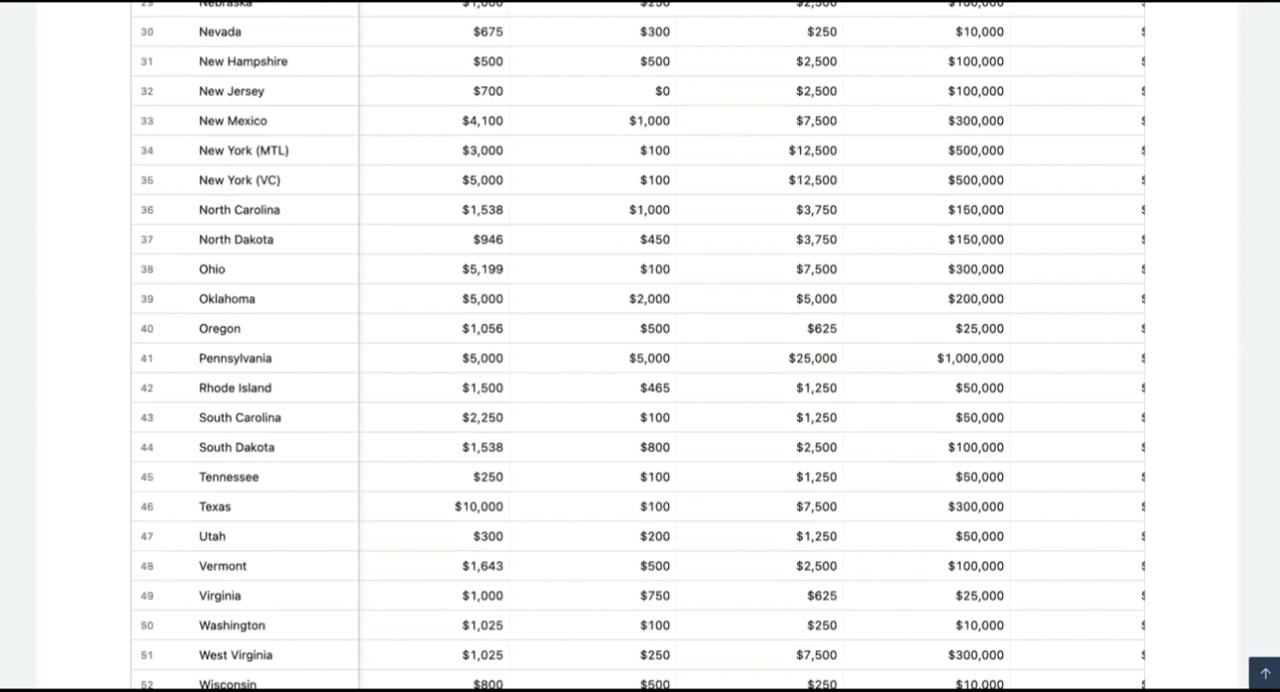 29 Nebraska $1,000 $250 $2,500 $100,000
30 Nevada $675 $300 $250 $10,000 $
31 New Hampshire $500 $500 $2,500 $100,000 $
32 New Jersey $700 $0 $2,500 $100,000 $
33 New Mexico $4,100 $1,000 $7,500 $300,000 $
34 New York (MTL) $3,000 $100 $12,500 $500,000 $
35 New York (VC) $5,000 $100 $12,500 $500,000 $
36 North Carolina $1,538 $1,000 $3,750 $150,000 $
37 North Dakota $946 $450 $3,750 $150,000 $
38 Ohio $5,199 $100 $7,500 $300,000 $
39 Oklahoma $5,000 $2,000 $5,000 $200,000 $
40 Oregon $1,056 $500 $625 $25,000 $
41 Pennsylvania $5,000 $5,000 $25,000 $1,000,000 $
42 Rhode Island $1,500 $465 $1,250 $50,000 $
43 South Carolina $2,250 $100 $1,250 $50,000 $
44 South Dakota $1,538 $800 $2,500 $100,000 $
45 Tennessee $250 $100 $1,250 $50,000 $
46 Texas $10,000 $100 $7,500 $300,000 $
47 Utah $300 $200 $1,250 $50,000 $
48 Vermont $1,643 $500 $2,500 $100,000 $
49 Virginia $1,000 $750 $625 $25,000 $
50 Washington $1,025 $100 $250 $10,000 $
51 West Virginia $1,025 $250 $7,500 $300,000 $
52 Wisconsin $800 $500 $250 $10,000